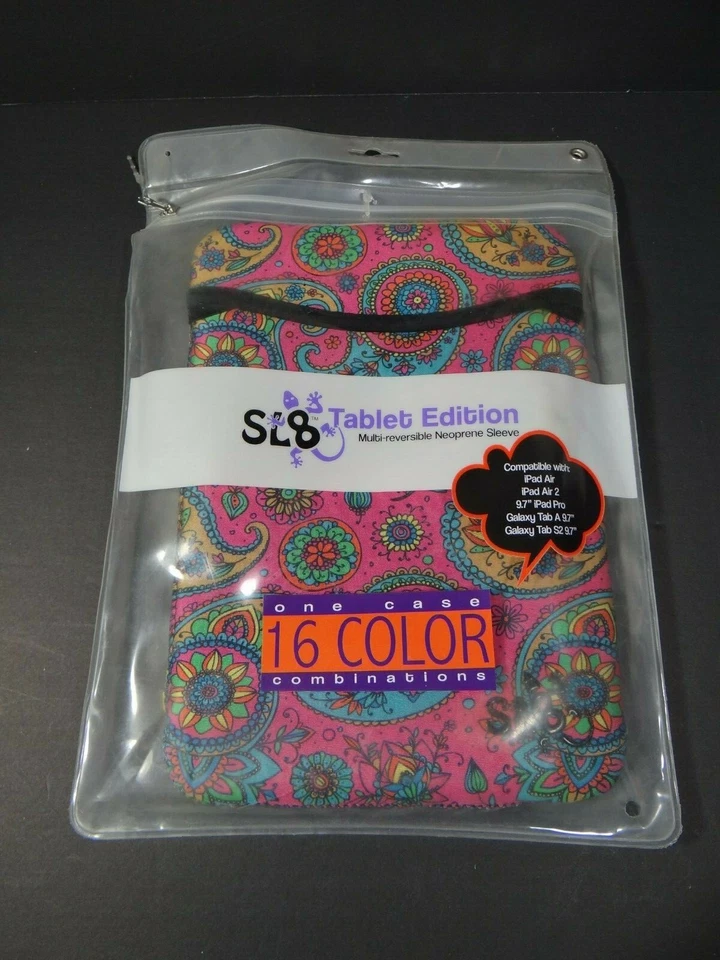 SL8™ Tablet Edition
Multi-reversible Neoprene Sleeve
Compatible with:
iPad Air
iPad Air 2
9.7" iPad Pro
Galaxy Tab A 9.7"
Galaxy Tab S2 9.7"
one case
16 COLOR
combinations
SL8